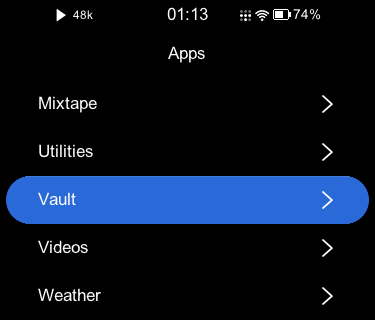 48k 01:13 74%
Apps
Mixtape
Utilities
Vault
Videos
Weather